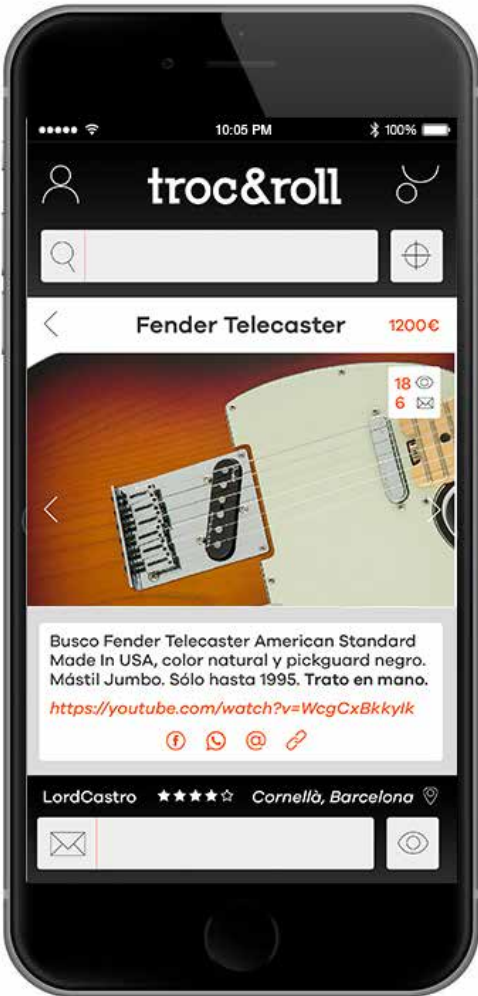 10:05 PM
100%
troc&roll
Fender Telecaster
1200€
18
6
Busco Fender Telecaster American Standard
Made In USA, color natural y pickguard negro.
Mástil Jumbo. Sólo hasta 1995. Trato en mano.
https://youtube.com/watch?v=WcgCxBkkyIk
LordCastro
Cornellà, Barcelona